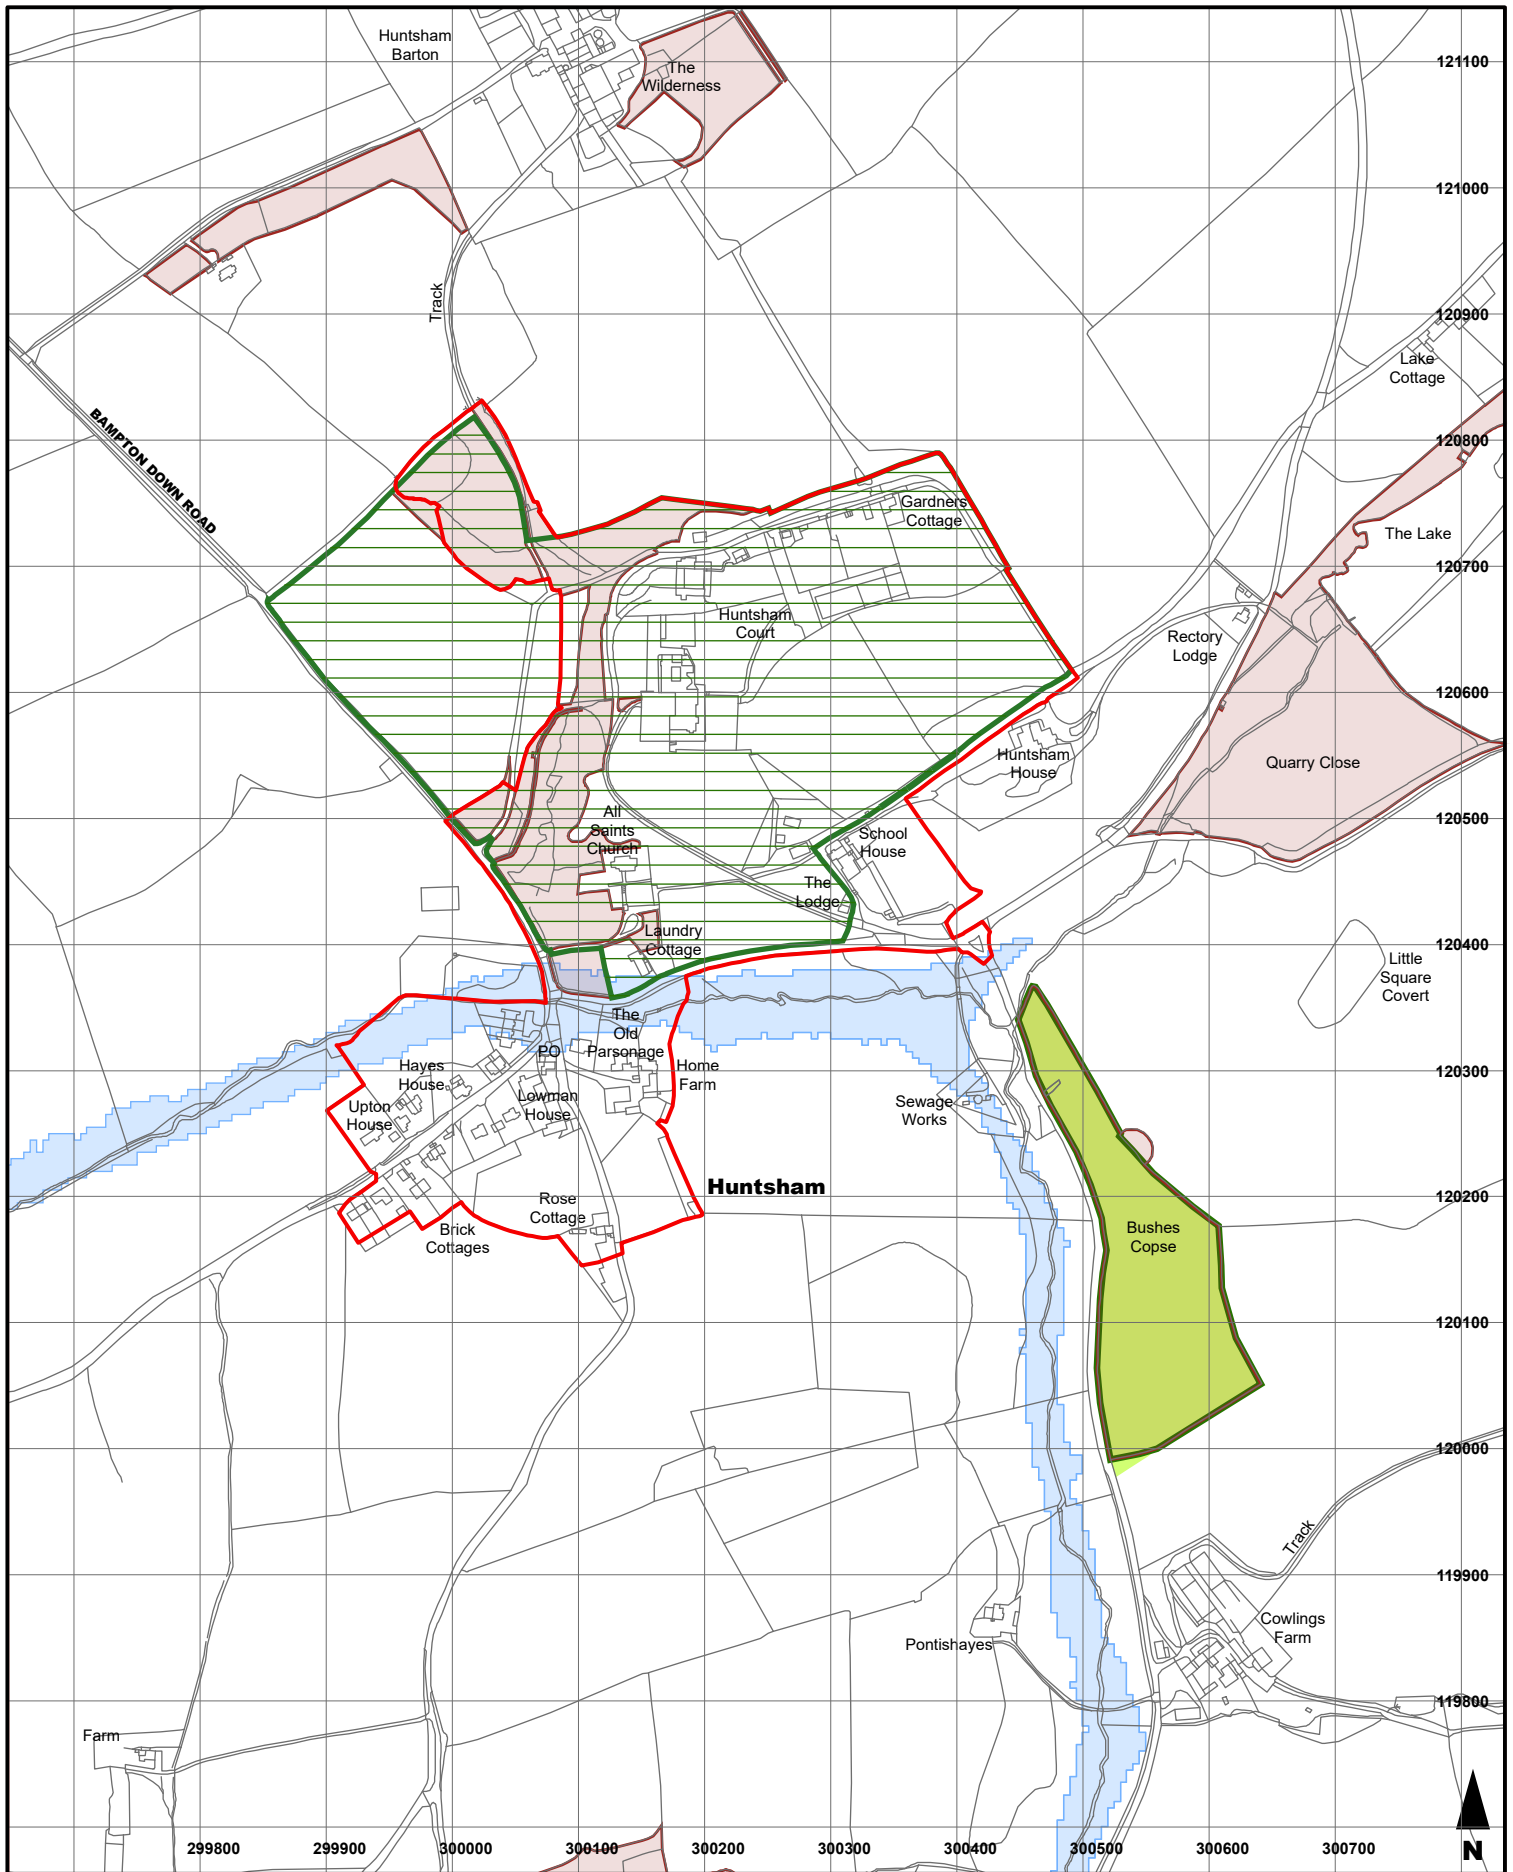 Huntsham
Barton
The
Wilderness
121100
121000
Track
120900
Lake
Cottage
BAMPTON DOWN ROAD
120800
Gardners
Cottage
The Lake
120700
Huntsham
Court
Rectory
Lodge
120600
Huntsham
House
Quarry Close
All
Saints
Church
120500
School
House
The
Lodge
Laundry
Cottage
120400
Little
Square
Covert
The
Old
Parsonage
PO
Hayes
House
Home
Farm
120300
Upton
House
Lowman
House
Sewage
Works
Huntsham
120200
Rose
Cottage
Brick
Cottages
Bushes
Copse
120100
120000
Track
119900
Cowlings
Farm
Pontishayes
119800
Farm
299800
299900
300000
300100
300200
300300
300400
300500
300600
300700
N